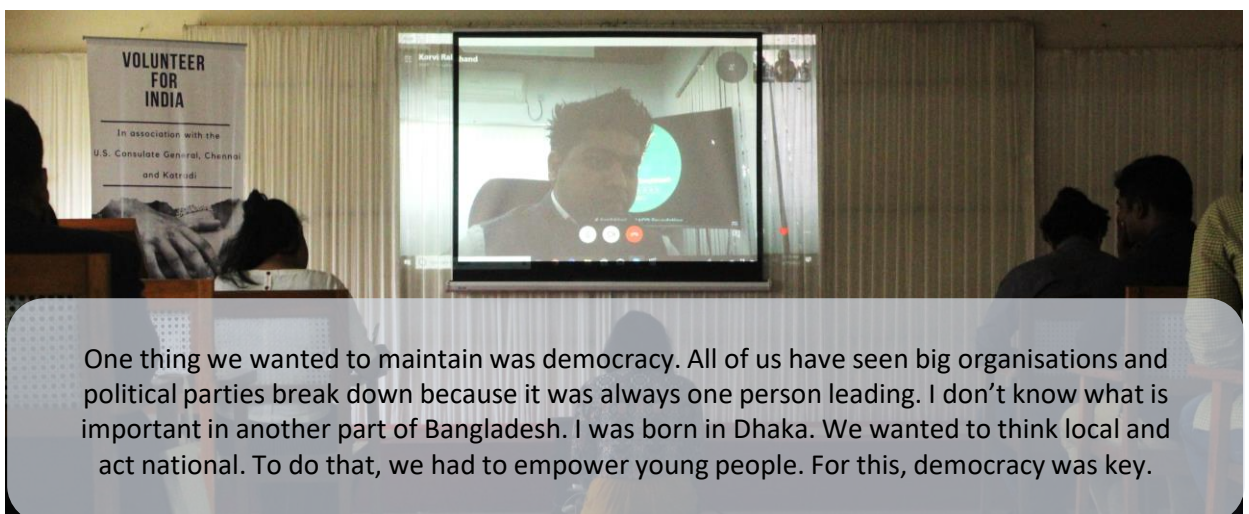 VOLUNTEER
FOR
INDIA
In association with the
U.S. Consulate General, Chennai
and Katradi
Korvi
One thing we wanted to maintain was democracy. All of us have seen big organisations and
political parties break down because it was always one person leading. I don’t know what is
important in another part of Bangladesh. I was born in Dhaka. We wanted to think local and
act national. To do that, we had to empower young people. For this, democracy was key.